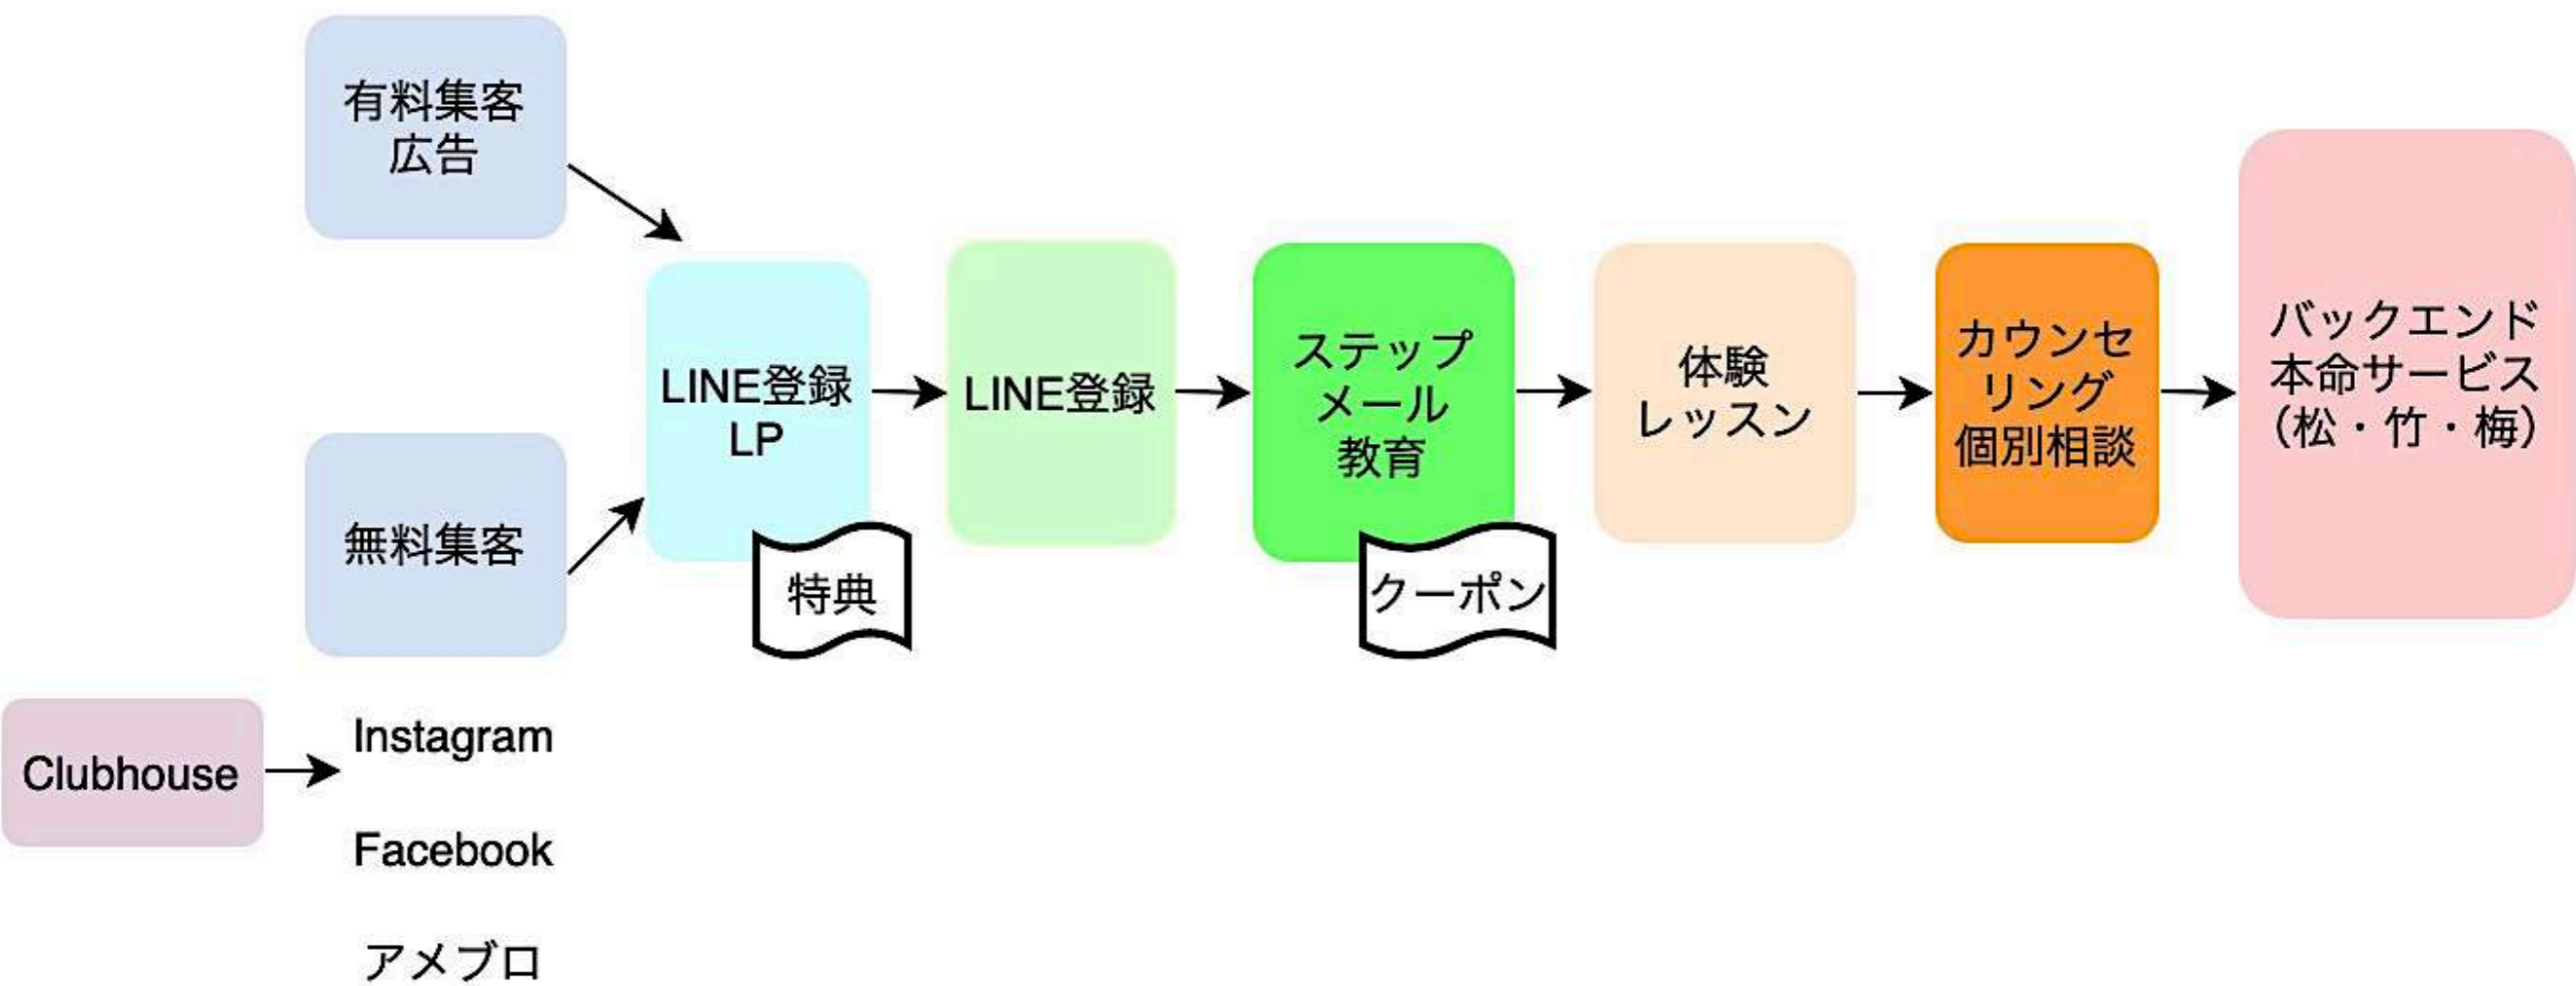 有料集客
広告
無料集客
Clubhouse
Instagram
Facebook
アメブロ
LINE登録
LP
特典
LINE登録
ステップ
メール
教育
クーポン
体験
レッスン
カウンセ
リング
個別相談
バックエンド
本命サービス
（松・竹・梅）